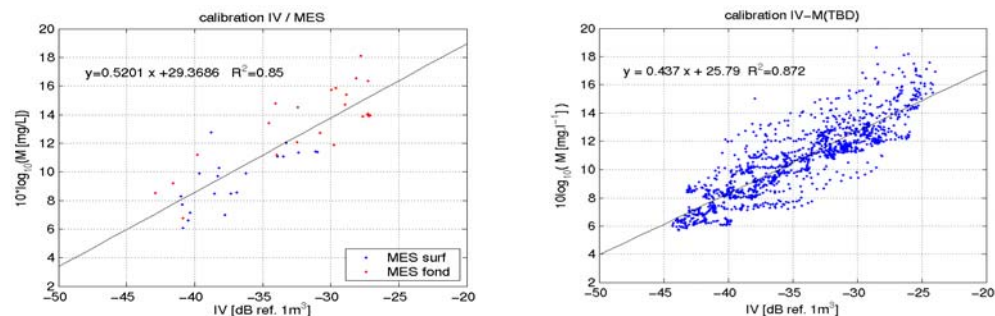 calibration IV / MES
20
18
16
14
12
10
8
6
4
2
10*log10(M [mg/L])
y=0.5201 x +29.3686 R²=0.85
MES surf
MES fond
−50 −45 −40 −35 −30 −25 −20
IV [dB ref. 1m³]
calibration IV−M(TBD)
20
18
16
14
12
10
8
6
4
2
10log10( M [mg.l⁻¹])
y = 0.437 x + 25.79 R²=0.872
−50 −45 −40 −35 −30 −25 −20
IV [dB ref. 1m³]